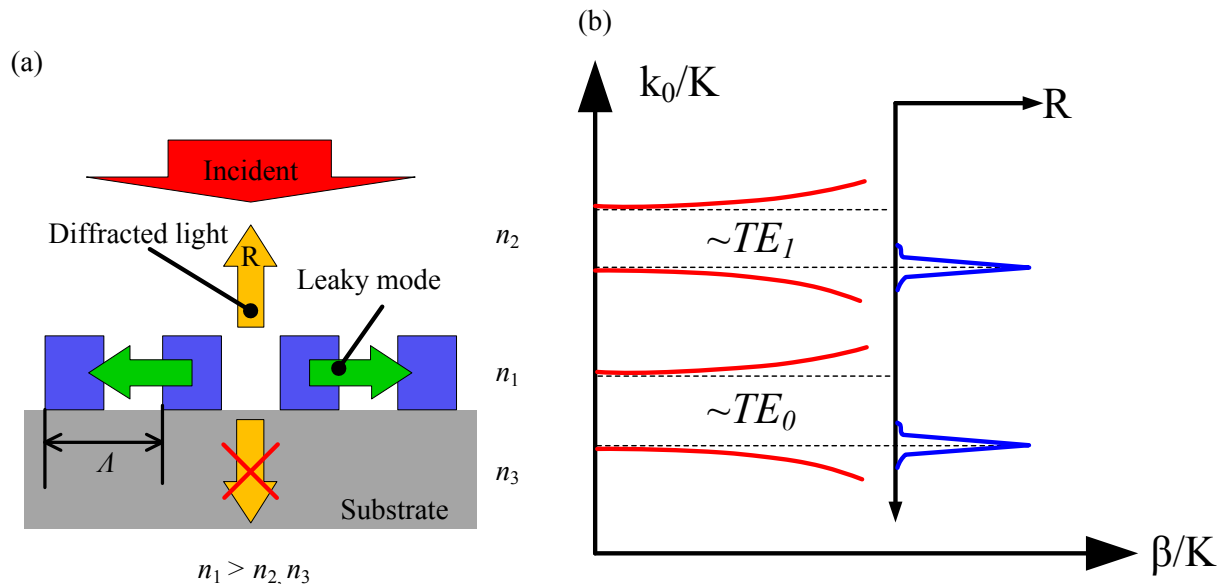 (a)
Incident
Diffracted light
R
Leaky mode
n2
n1
Λ
n3
Substrate
n1 > n2, n3
(b)
k0/K
R
~TE1
~TE0
β/K